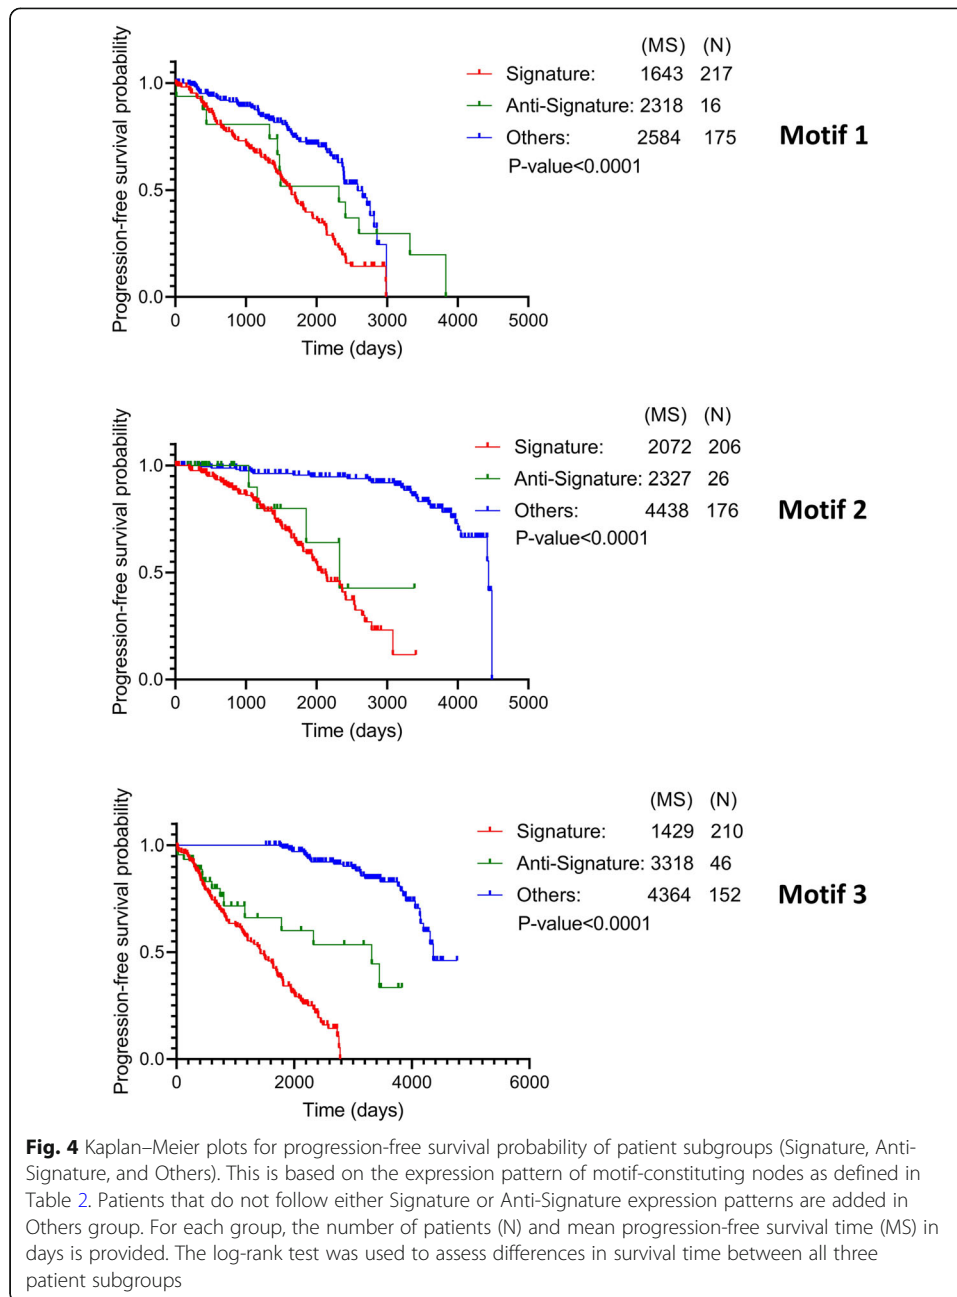 (MS) (N)
Signature: 1643 217
Anti-Signature: 2318 16
Others: 2584 175
P-value<0.0001
Motif 1
Progression-free survival probability
1.0
0.5
0.0
0 1000 2000 3000 4000 5000
Time (days)
(MS) (N)
Signature: 2072 206
Anti-Signature: 2327 26
Others: 4438 176
P-value<0.0001
Motif 2
Progression-free survival probability
1.0
0.5
0.0
0 1000 2000 3000 4000 5000
Time (days)
(MS) (N)
Signature: 1429 210
Anti-Signature: 3318 46
Others: 4364 152
P-value<0.0001
Motif 3
Progression-free survival probability
1.0
0.5
0.0
0 2000 4000 6000
Time (days)
Fig. 4 Kaplan–Meier plots for progression-free survival probability of patient subgroups (Signature, Anti-
Signature, and Others). This is based on the expression pattern of motif-constituting nodes as defined in
Table 2. Patients that do not follow either Signature or Anti-Signature expression patterns are added in
Others group. For each group, the number of patients (N) and mean progression-free survival time (MS) in
days is provided. The log-rank test was used to assess differences in survival time between all three
patient subgroups